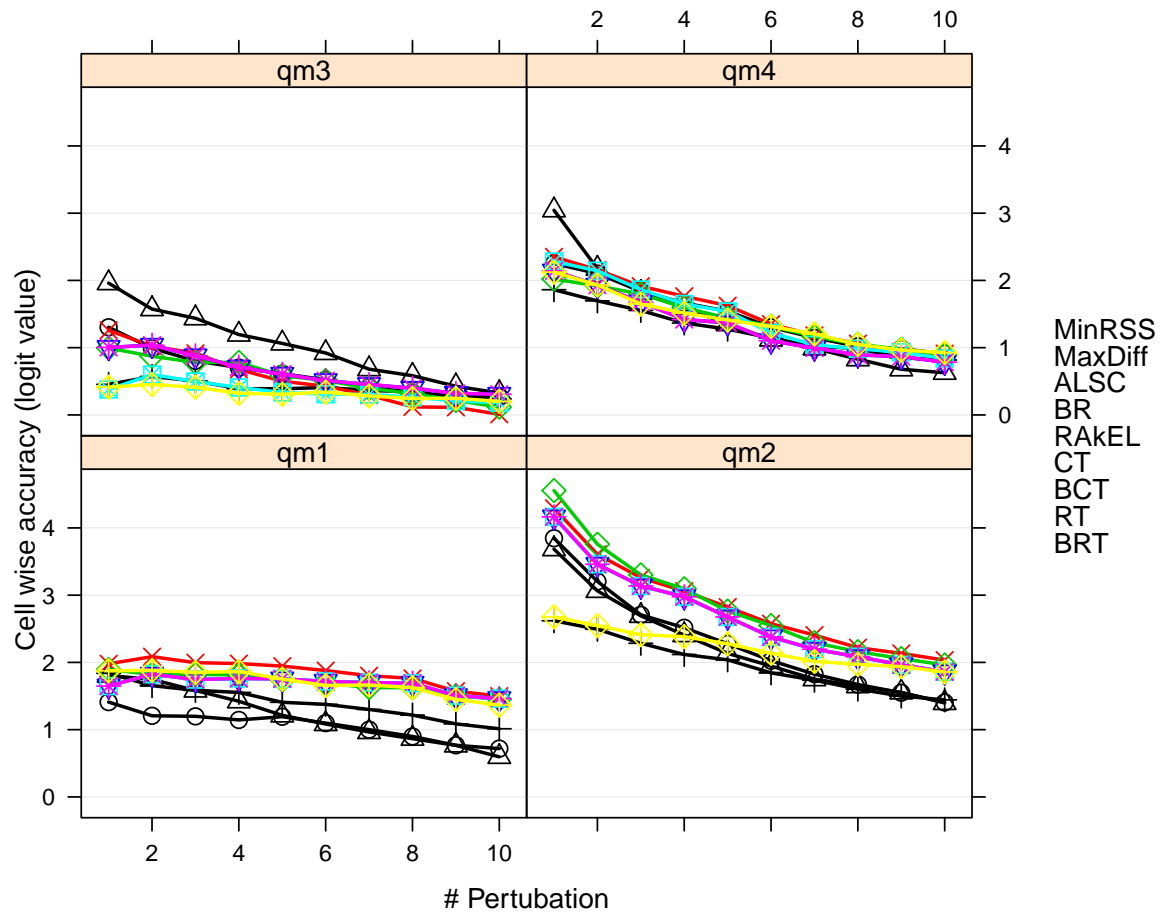 2 4 6 8 10
qm3 qm4
0 1 2 3 4
qm1 qm2
0 1 2 3 4
2 4 6 8 10
Cell wise accuracy (logit value)
# Pertubation
MinRSS
MaxDiff
ALSC
BR
RAkEL
CT
BCT
RT
BRT